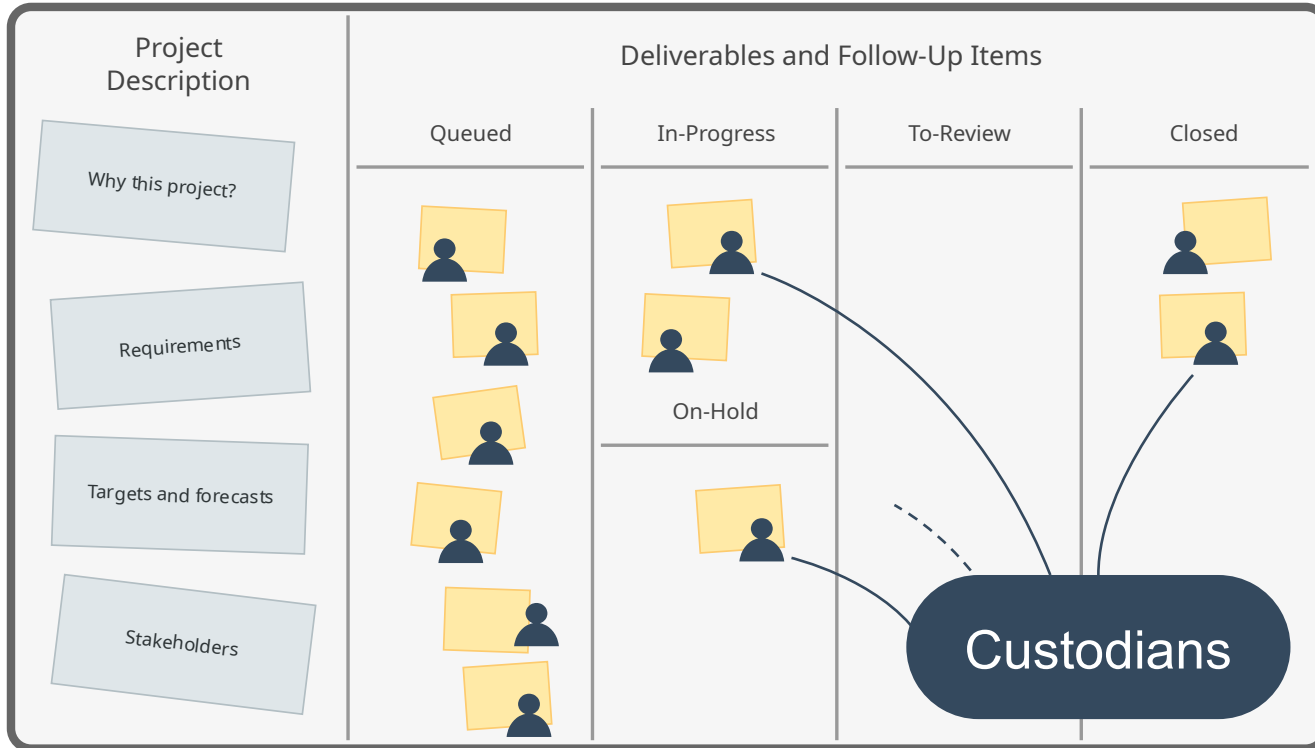 Project
Description
Deliverables and Follow-Up Items
Queued
In-Progress
To-Review
Closed
Why this project?
Requirements
On-Hold
Targets and forecasts
Stakeholders
Custodians